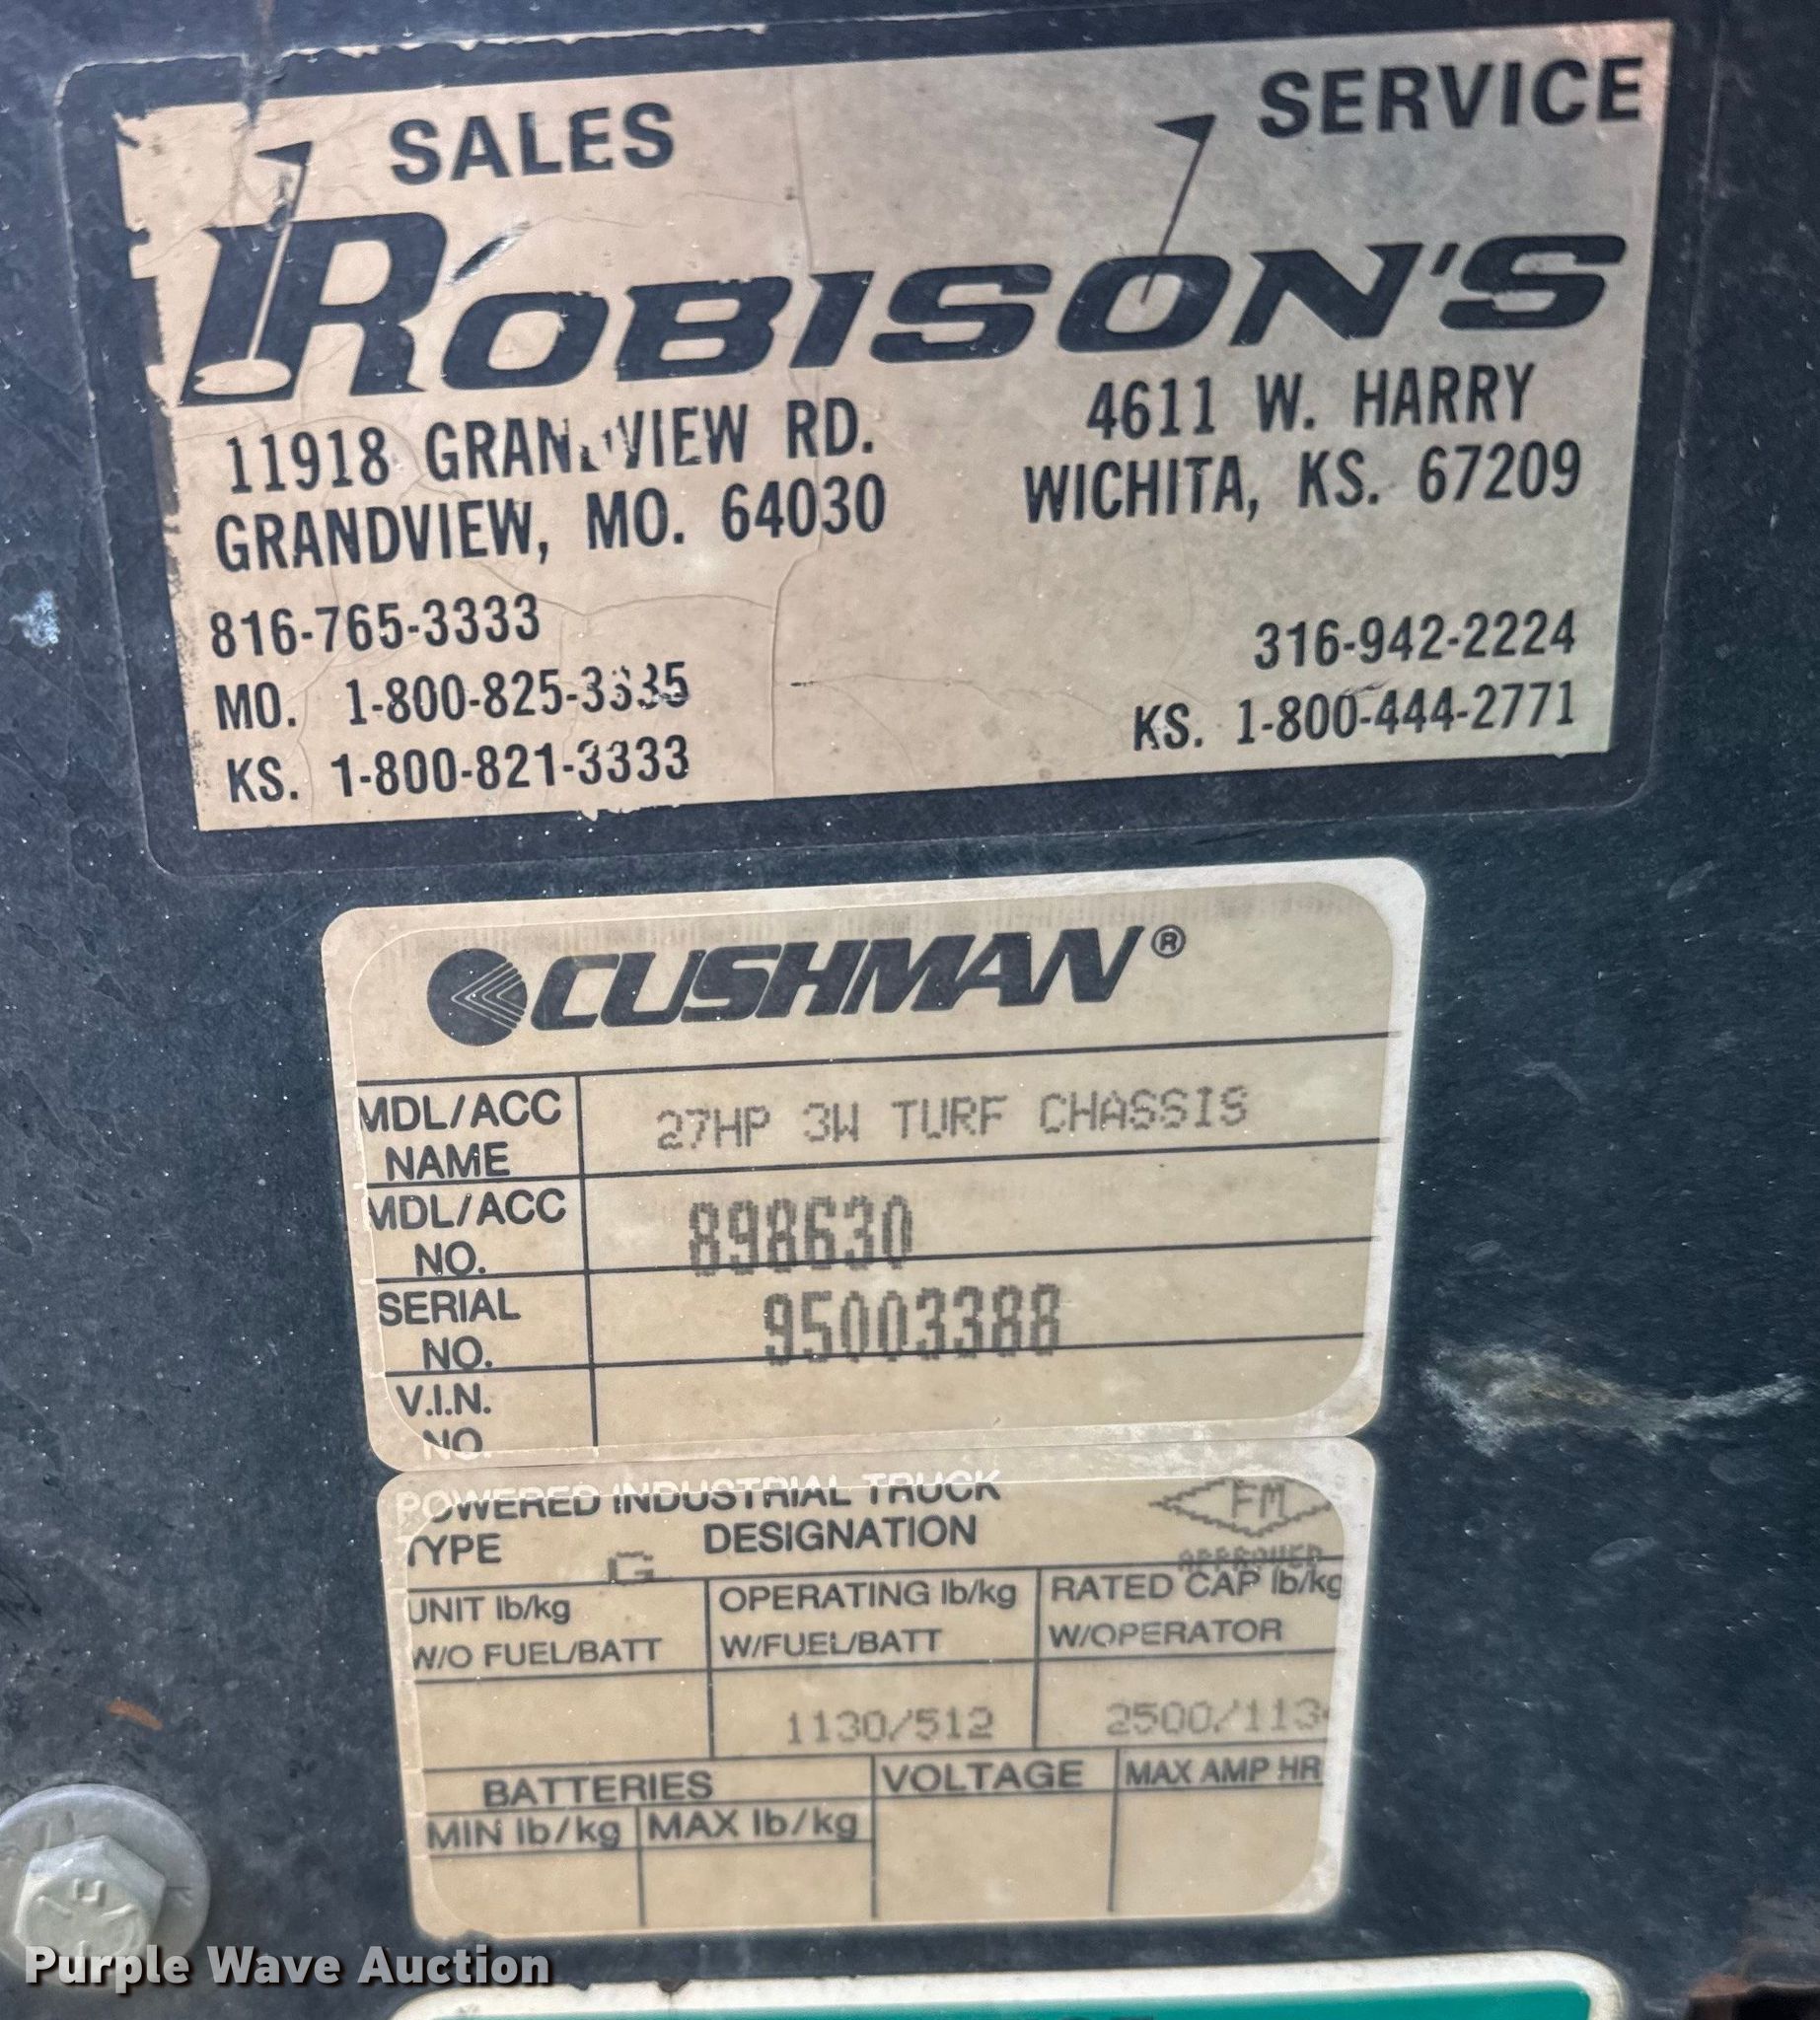 SALES SERVICE
ROBISON'S
11918 GRANDVIEW RD.
GRANDVIEW, MO. 64030
816-765-3333
MO. 1-800-825-3335
KS. 1-800-821-3333
4611 W. HARRY
WICHITA, KS. 67209
316-942-2224
KS. 1-800-444-2771
CUSHMAN®
MDL/ACC NAME 27HP 3W TURF CHASSIS
MDL/ACC NO. 898630
SERIAL NO. 95003388
V.I.N. NO.
POWERED INDUSTRIAL TRUCK
TYPE G DESIGNATION
FM
APPROVED
UNIT lb/kg
W/O FUEL/BATT
OPERATING lb/kg
W/FUEL/BATT
1130/512
RATED CAP lb/kg
W/OPERATOR
2500/113
BATTERIES
MIN lb/kg MAX lb/kg
VOLTAGE
MAX AMP HR
Purple Wave Auction